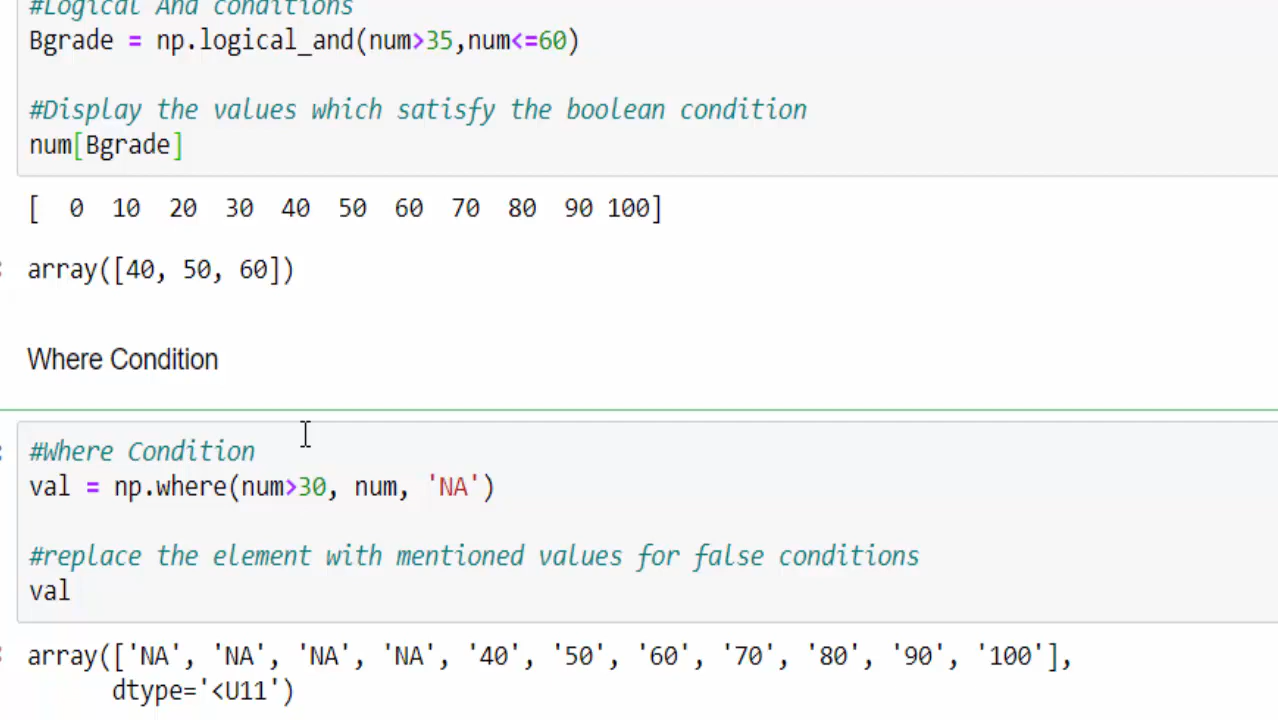 #Logical And conditions
Bgrade = np.logical_and(num>35,num<=60)
#Display the values which satisfy the boolean condition
num[Bgrade]
[  0  10  20  30  40  50  60  70  80  90 100]
array([40, 50, 60])
Where Condition
#Where Condition
val = np.where(num>30, num, 'NA')
#replace the element with mentioned values for false conditions
val
array(['NA', 'NA', 'NA', 'NA', '40', '50', '60', '70', '80', '90', '100'],
      dtype='<U11')